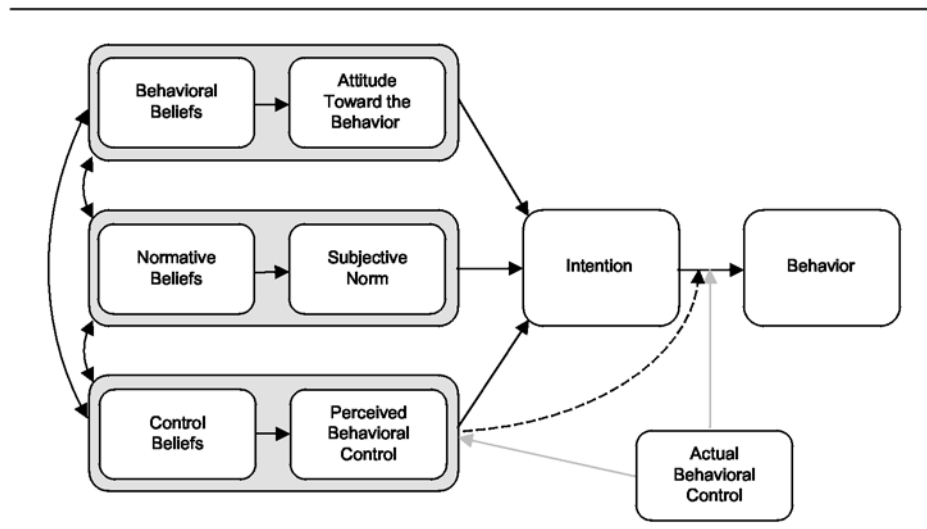 Behavioral
Beliefs
Attitude
Toward the
Behavior
Normative
Beliefs
Subjective
Norm
Intention
Behavior
Control
Beliefs
Perceived
Behavioral
Control
Actual
Behavioral
Control